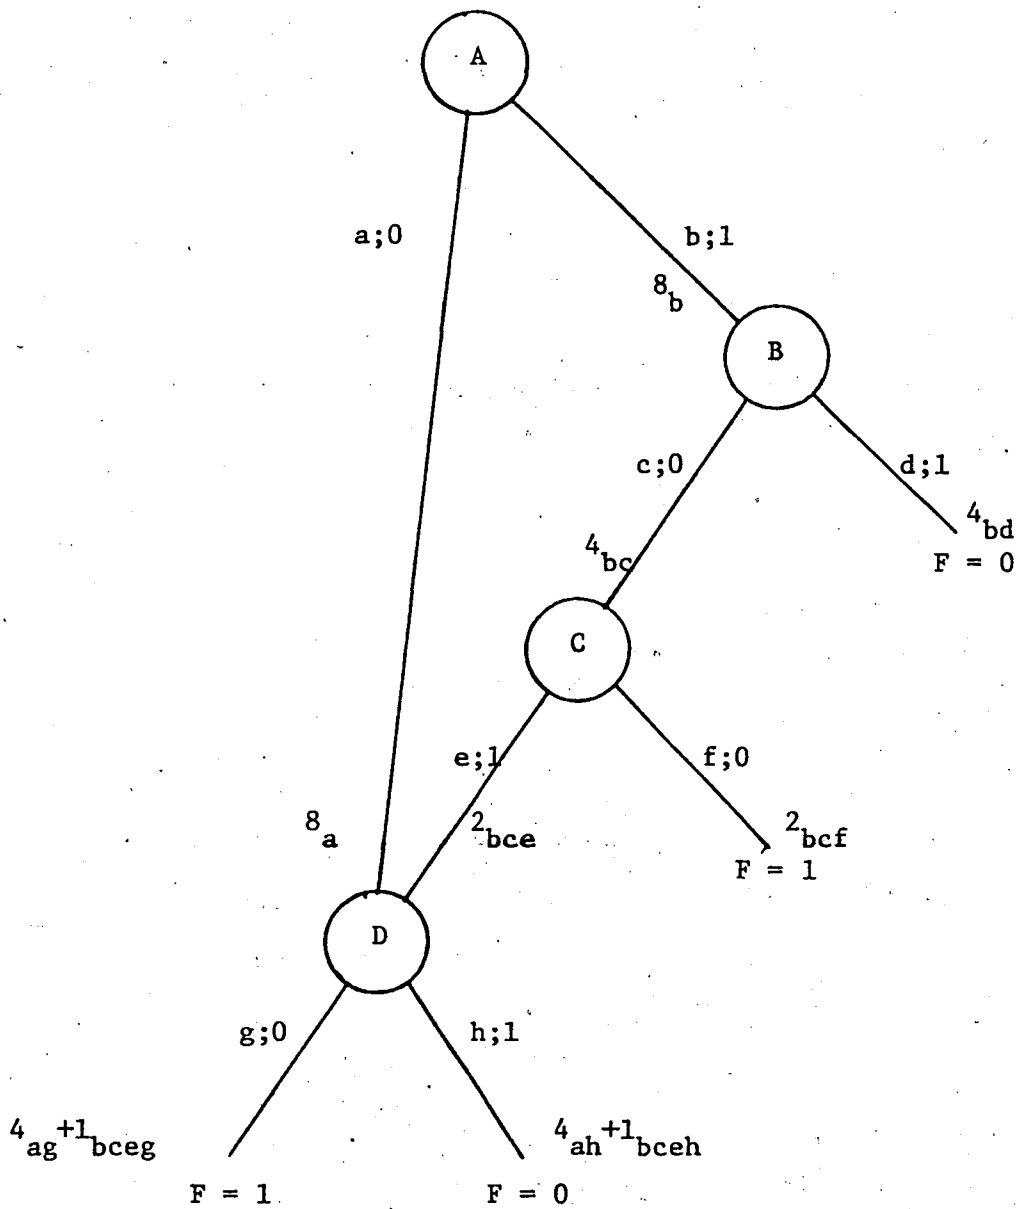 A
a;0
b;1
8b
B
c;0
d;1
4bc
4bd
F = 0
C
e;1
f;0
8a
2bce
2bcf
F = 1
D
g;0
h;1
4ag+1bceg
4ah+1bceh
F = 1
F = 0